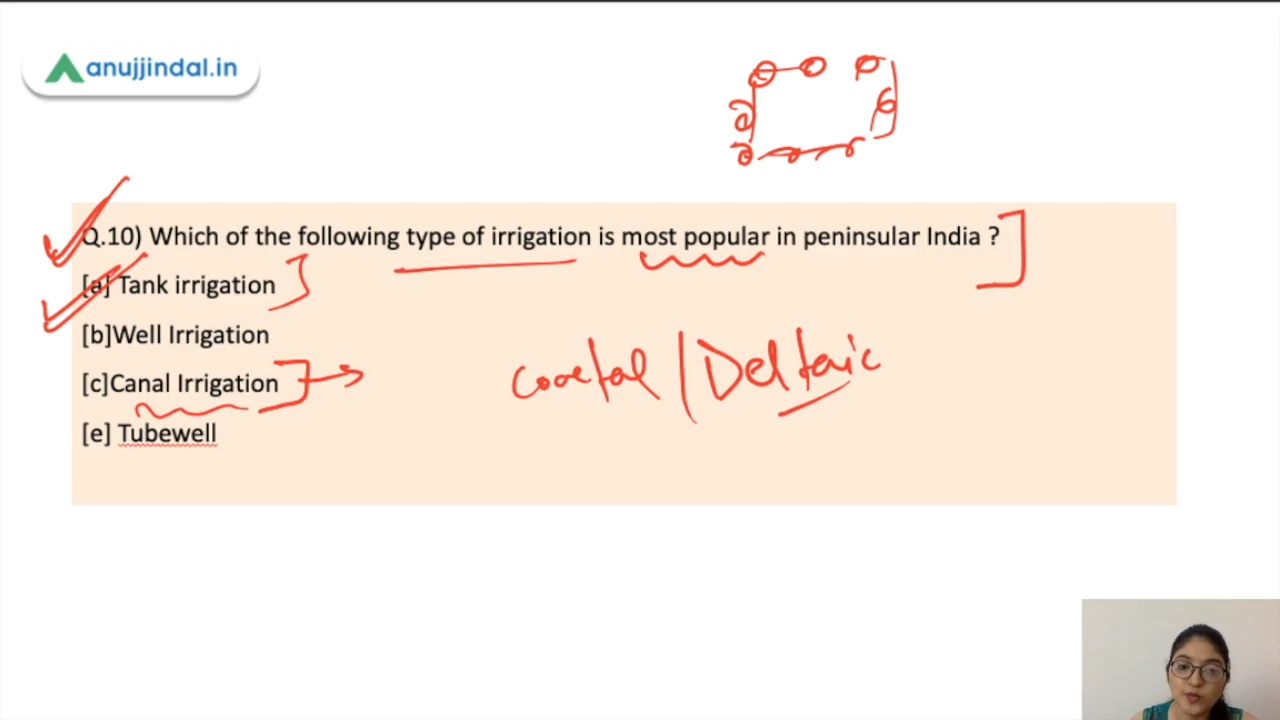 anujjindal.in
Q.10) Which of the following type of irrigation is most popular in peninsular India ?
[a] Tank irrigation
[b]Well Irrigation
[c]Canal Irrigation
[e] Tubewell
Coastal / Deltaic